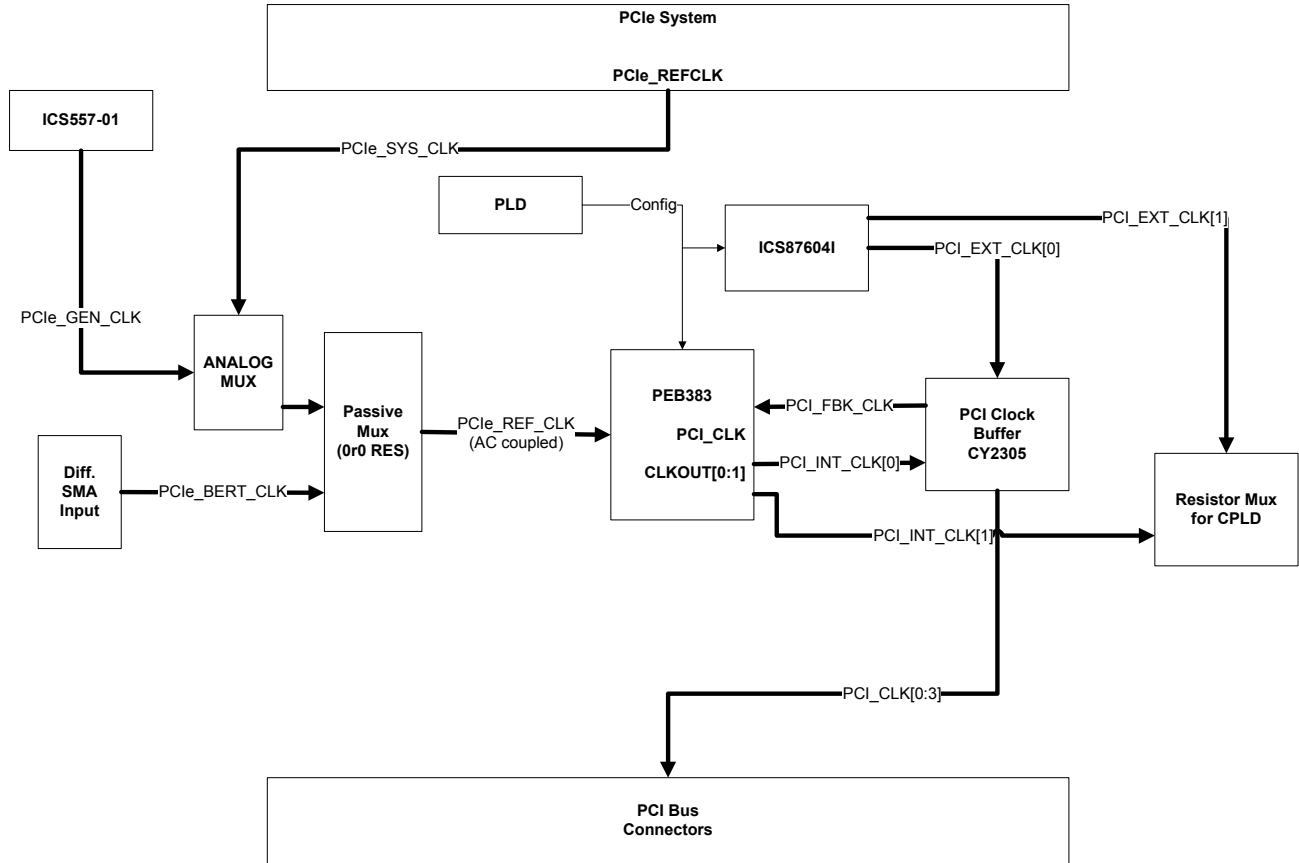 PCIe System
PCIe_REFCLK
ICS557-01
PCIe_SYS_CLK
PLD
Config
ICS87604I
PCI_EXT_CLK[1]
PCI_EXT_CLK[0]
PCIe_GEN_CLK
ANALOG
MUX
Passive
Mux
(0r0 RES)
PCIe_REF_CLK
(AC coupled)
PEB383
PCI_CLK
CLKOUT[0:1]
PCI_FBK_CLK
PCI_INT_CLK[0]
PCI Clock
Buffer
CY2305
Diff.
SMA
Input
PCIe_BERT_CLK
PCI_INT_CLK[1]
Resistor Mux
for CPLD
PCI_CLK[0:3]
PCI Bus
Connectors